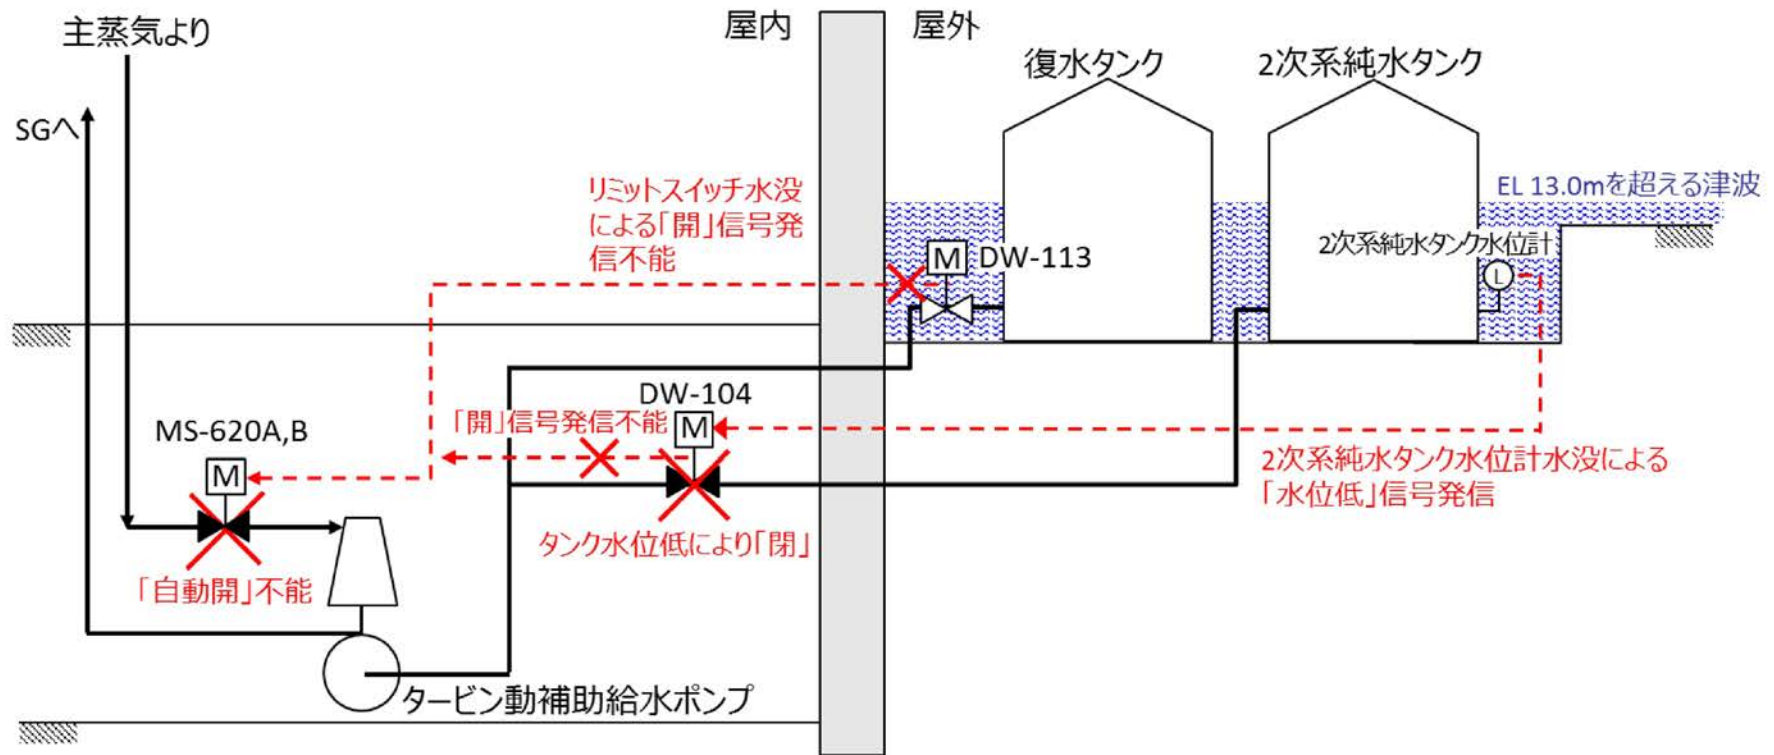 主蒸気より
屋内
屋外
復水タンク
2次系純水タンク
SGへ
リミットスイッチ水没
による「開」信号発
信不能
EL 13.0mを超える津波
2次系純水タンク水位計
M
DW-113
L
DW-104
「開」信号発信不能
M
MS-620A,B
M
2次系純水タンク水位計水没による
「水位低」信号発信
タンク水位低により「閉」
「自動開」不能
タービン動補助給水ポンプ